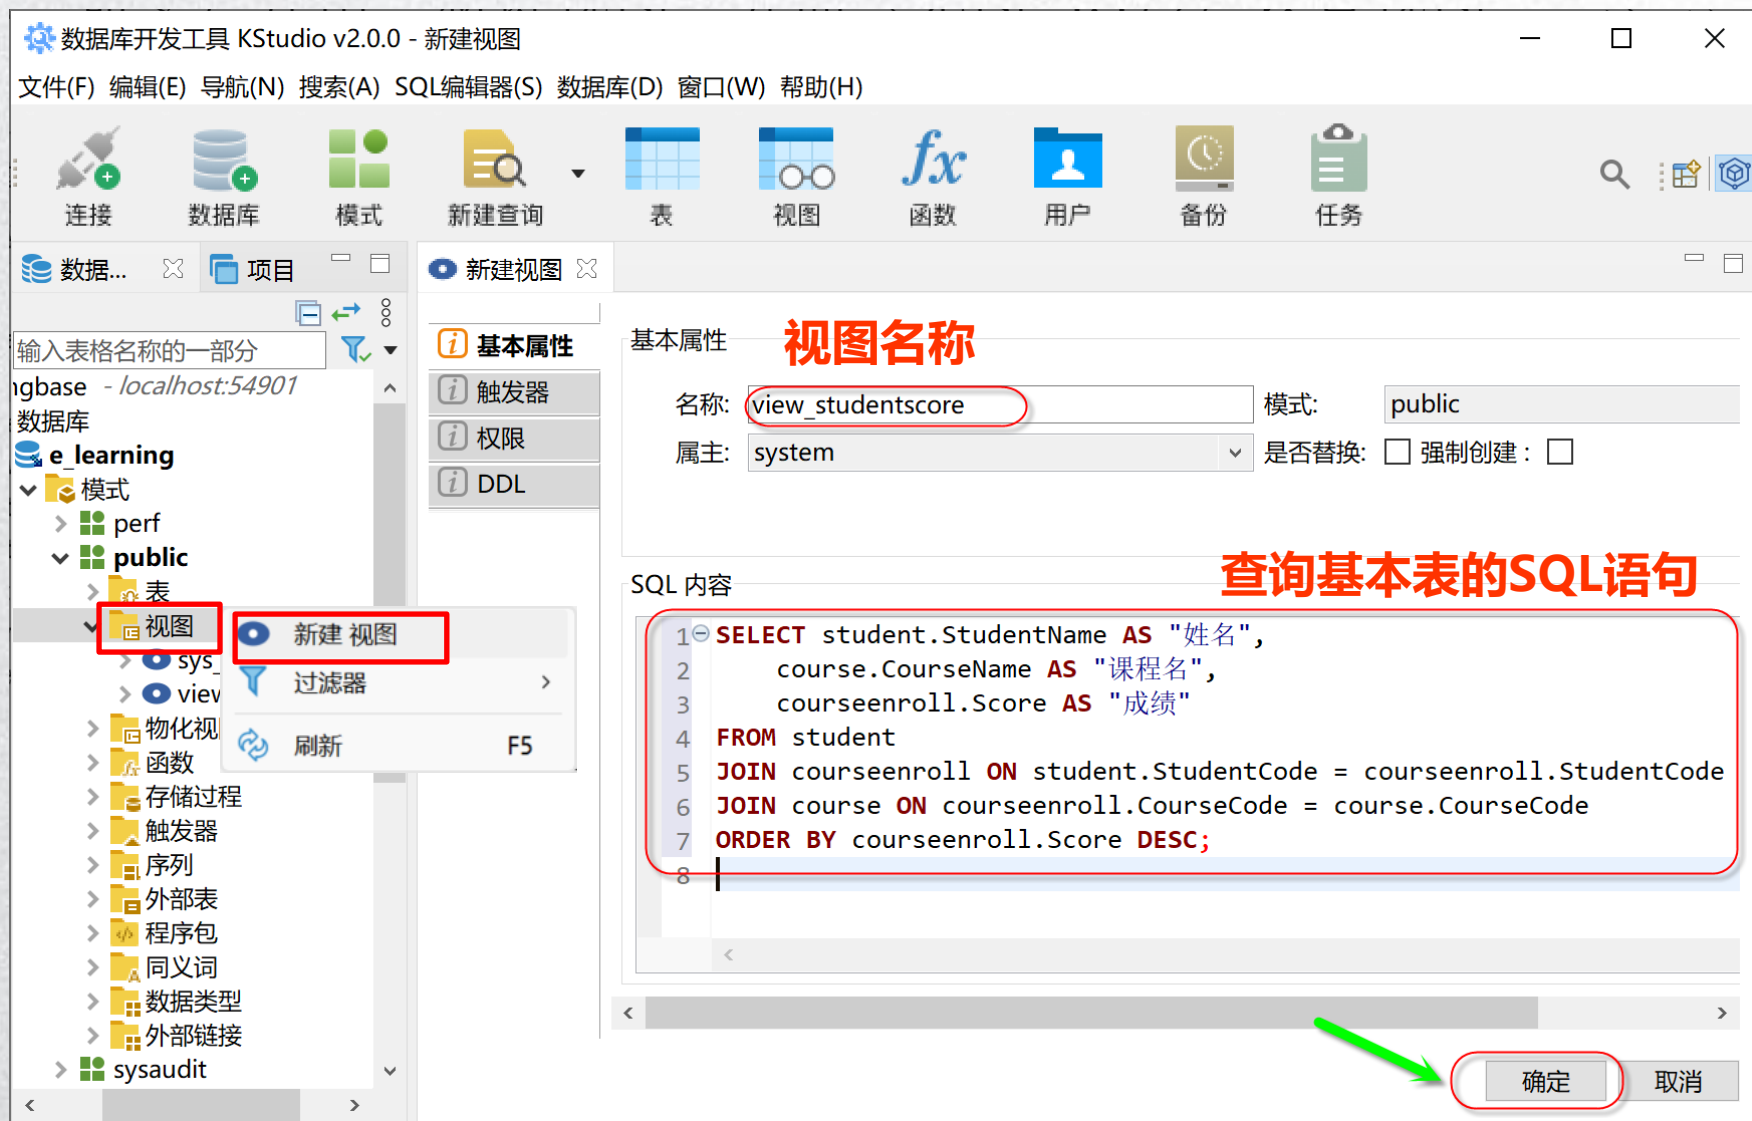 数据库开发工具 KStudio v2.0.0 - 新建视图
文件(F) 编辑(E) 导航(N) 搜索(A) SQL编辑器(S) 数据库(D) 窗口(W) 帮助(H)
连接 数据库 模式 新建查询 表 视图 函数 用户 备份 任务
数据... 项目
新建视图
输入表格名称的一部分
ngbase - localhost:54901
数据库
e_learning
模式
perf
public
表
视图
sys_
view
物化视
函数
存储过程
触发器
序列
外部表
程序包
同义词
数据类型
外部链接
sysaudit
新建 视图
过滤器
刷新 F5
基本属性
触发器
权限
DDL
基本属性
视图名称
名称: view_studentscore 模式: public
属主: system 是否替换: 强制创建 :
查询基本表的SQL语句
SQL 内容
1 SELECT student.StudentName AS "姓名",
2 course.CourseName AS "课程名",
3 courseenroll.Score AS "成绩"
4 FROM student
5 JOIN courseenroll ON student.StudentCode = courseenroll.StudentCode
6 JOIN course ON courseenroll.CourseCode = course.CourseCode
7 ORDER BY courseenroll.Score DESC;
8
确定 取消